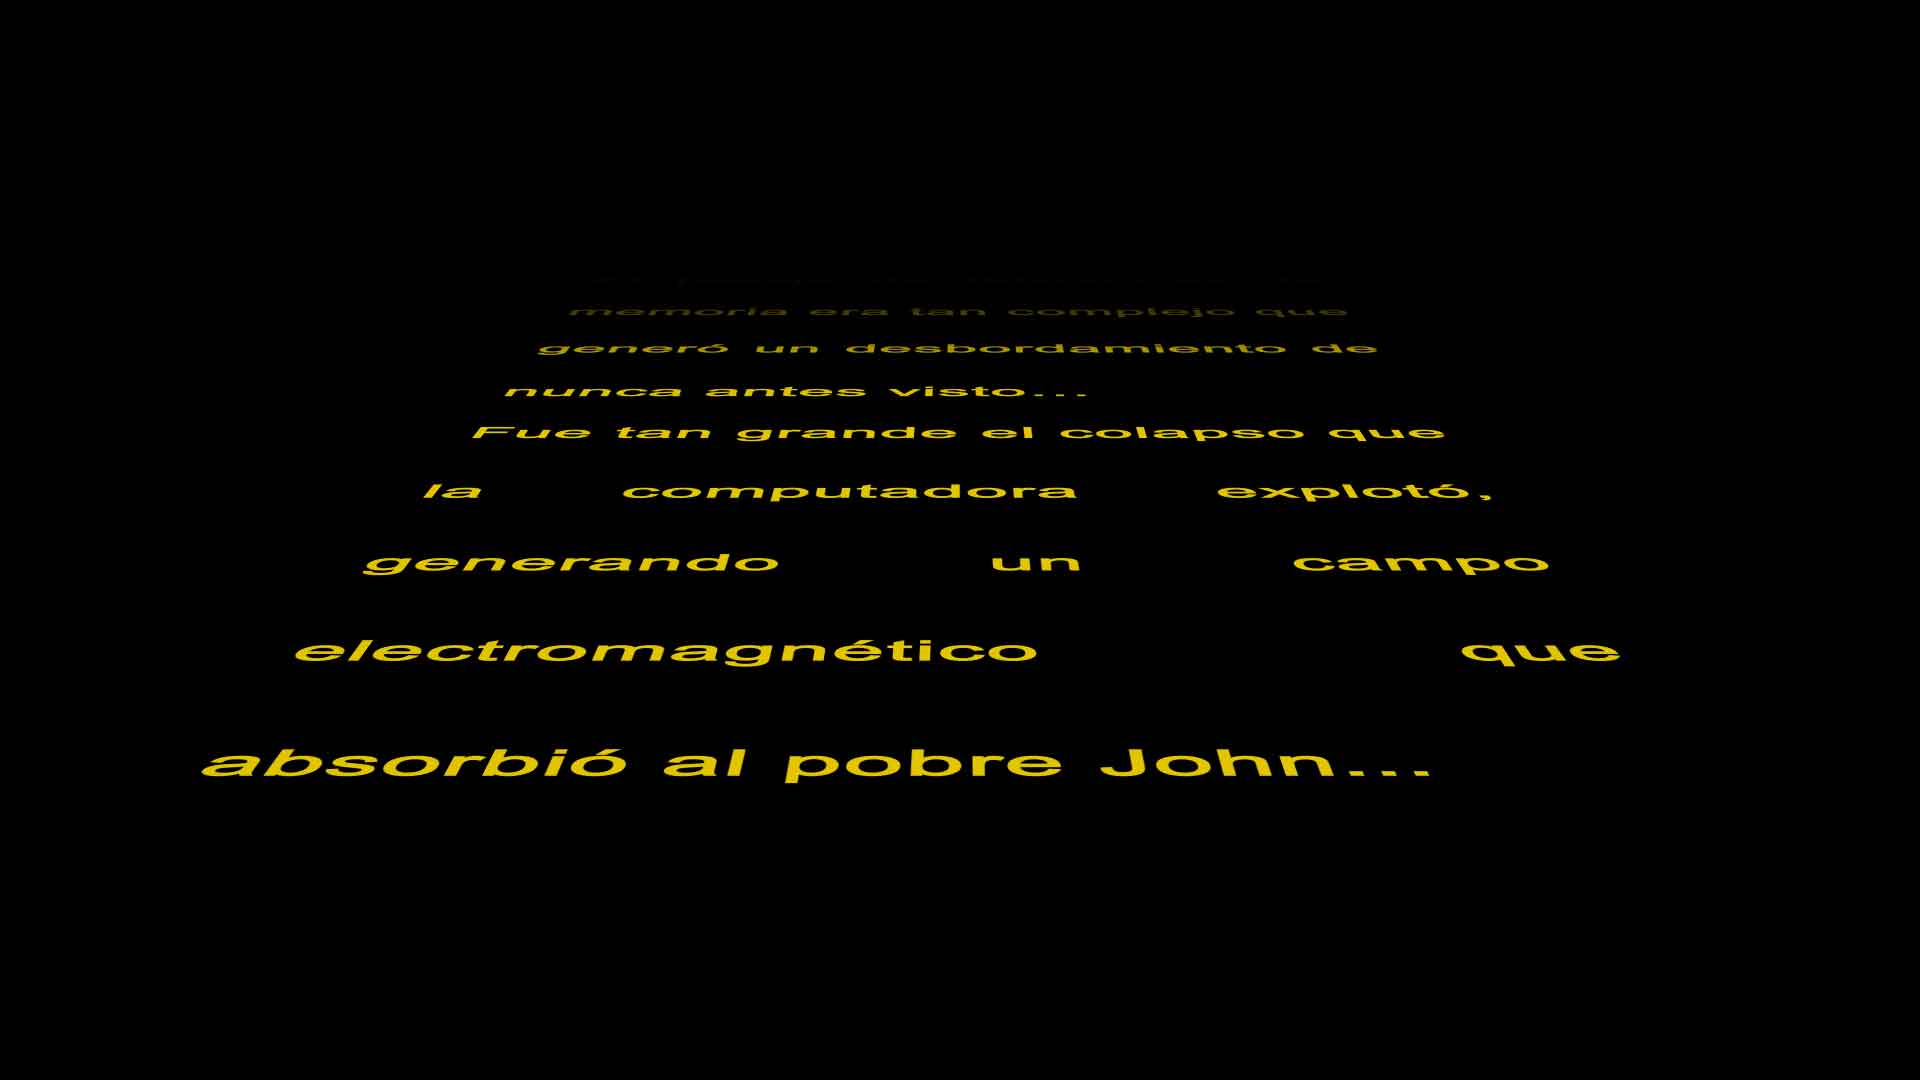 memoria era tan complejo que
generó un desbordamiento de
nunca antes visto...
Fue tan grande el colapso que
la computadora explotó,
generando un campo
electromagnético que
absorbió al pobre John...